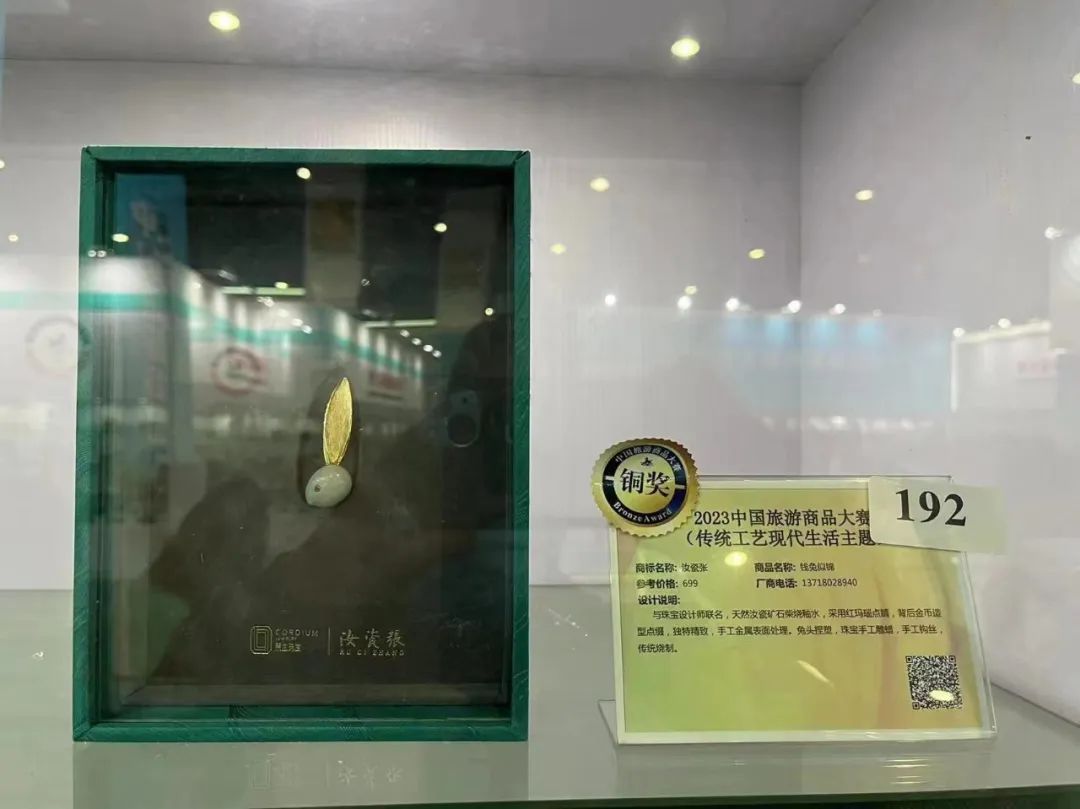 CORDIUM
汝瓷張
RU CI ZHANG
中国旅游商品大赛
铜奖
Bronze Award
192
2023中国旅游商品大赛
（传统工艺现代生活主题
商标名称：汝瓷张
商品名称：钱兔似锦
参考价格：699
厂商电话：13718028940
设计说明：
与珠宝设计师联名，天然汝瓷矿石柴烧釉水，采用红玛瑙点睛，背后金币造
型点缀，独特精致，手工金属表面处理。兔头捏塑，珠宝手工雕蜡，手工钩丝，
传统烧制。